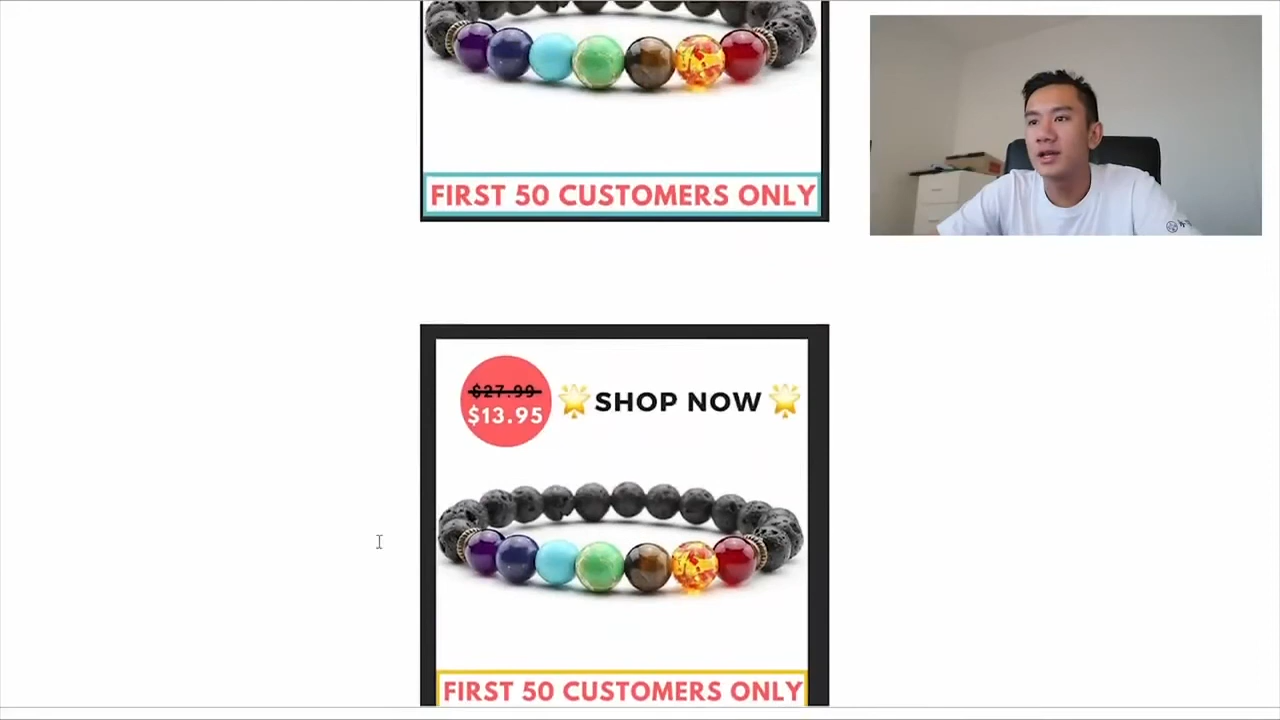 FIRST 50 CUSTOMERS ONLY
$27.99
$13.95
SHOP NOW
FIRST 50 CUSTOMERS ONLY